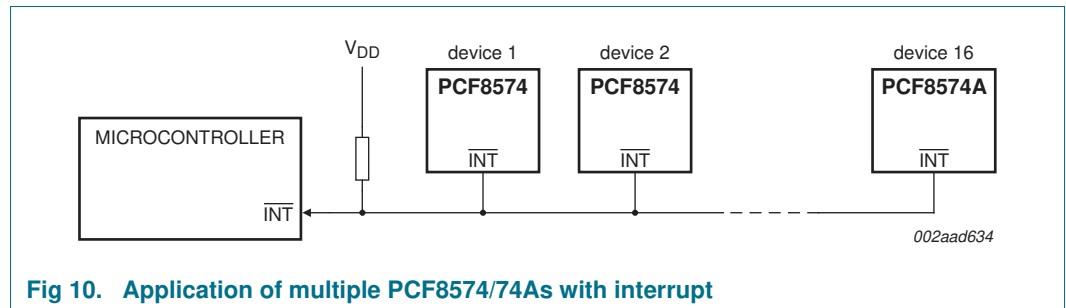 VDD
device 1
device 2
device 16
PCF8574
PCF8574
PCF8574A
MICROCONTROLLER
INT
INT
INT
INT
002aad634
Fig 10. Application of multiple PCF8574/74As with interrupt